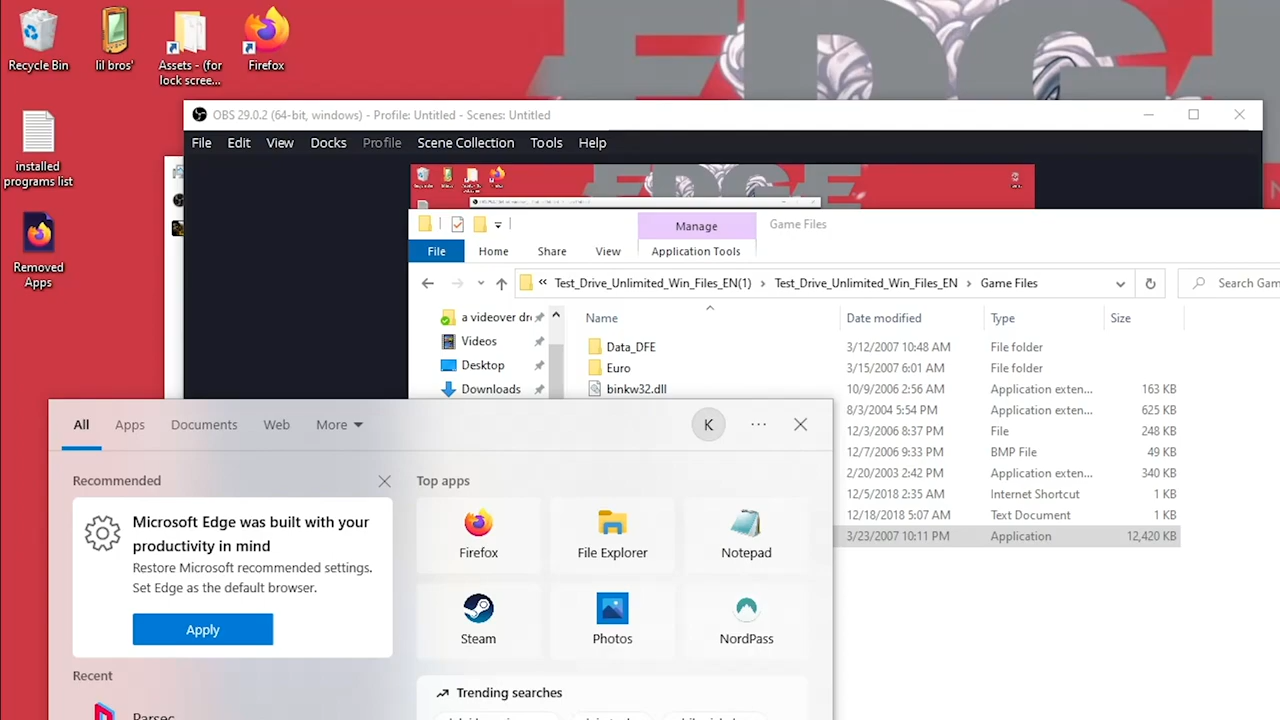 EDGE
Recycle Bin
lil bros'
Assets - (for
lock scree...
Firefox
installed
programs list
Removed
Apps
OBS 29.0.2 (64-bit, windows) - Profile: Untitled - Scenes: Untitled
File Edit View Docks Profile Scene Collection Tools Help
EDGE
Manage Game Files
File Home Share View Application Tools
« Test_Drive_Unlimited_Win_Files_EN(1) › Test_Drive_Unlimited_Win_Files_EN › Game Files
Search Gam
Name Date modified Type Size
a videover dr
Videos
Desktop
Downloads
Data_DFE 3/12/2007 10:48 AM File folder
Euro 3/15/2007 6:01 AM File folder
binkw32.dll 10/9/2006 2:56 AM Application exten... 163 KB
8/3/2004 5:54 PM Application exten... 625 KB
12/3/2006 8:37 PM File 248 KB
12/7/2006 9:33 PM BMP File 49 KB
2/20/2003 2:42 PM Application exten... 340 KB
12/5/2018 2:35 AM Internet Shortcut 1 KB
12/18/2018 5:07 AM Text Document 1 KB
3/23/2007 10:11 PM Application 12,420 KB
All Apps Documents Web More K ...
Recommended
Microsoft Edge was built with your
productivity in mind
Restore Microsoft recommended settings.
Set Edge as the default browser.
Apply
Recent
Parsec
Top apps
Firefox File Explorer Notepad
Steam Photos NordPass
Trending searches